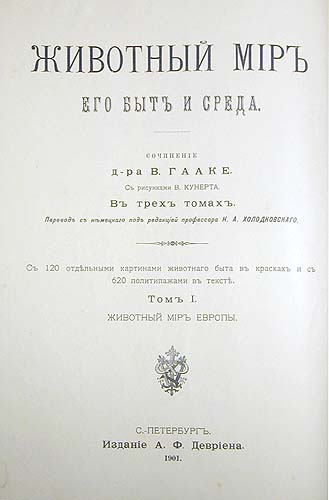 ЖИВОТНЫЙ МІРЪ
ЕГО БЫТЪ И СРЕДА.
СОЧИНЕНІЕ
д-ра В. ГААКЕ.
Съ рисунками В. КУНЕРТА.
Въ трехъ томахъ.
Переводъ съ нѣмецкаго подъ редакціей профессора Н. А. ХОЛОДКОВСКАГО.
Съ 120 отдѣльными картинами животнаго быта въ краскахъ и съ
620 политипажами въ текстѣ.
Томъ I.
ЖИВОТНЫЙ МІРЪ ЕВРОПЫ.
С.-ПЕТЕРБУРГЪ.
Изданіе А. Ф. Девріена.
1901.